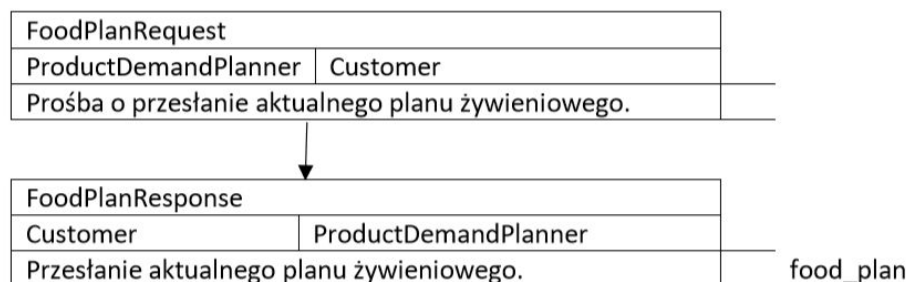 FoodPlanRequest
ProductDemandPlanner Customer
Prośba o przesłanie aktualnego planu żywieniowego.
FoodPlanResponse
Customer ProductDemandPlanner
Przesłanie aktualnego planu żywieniowego. food_plan